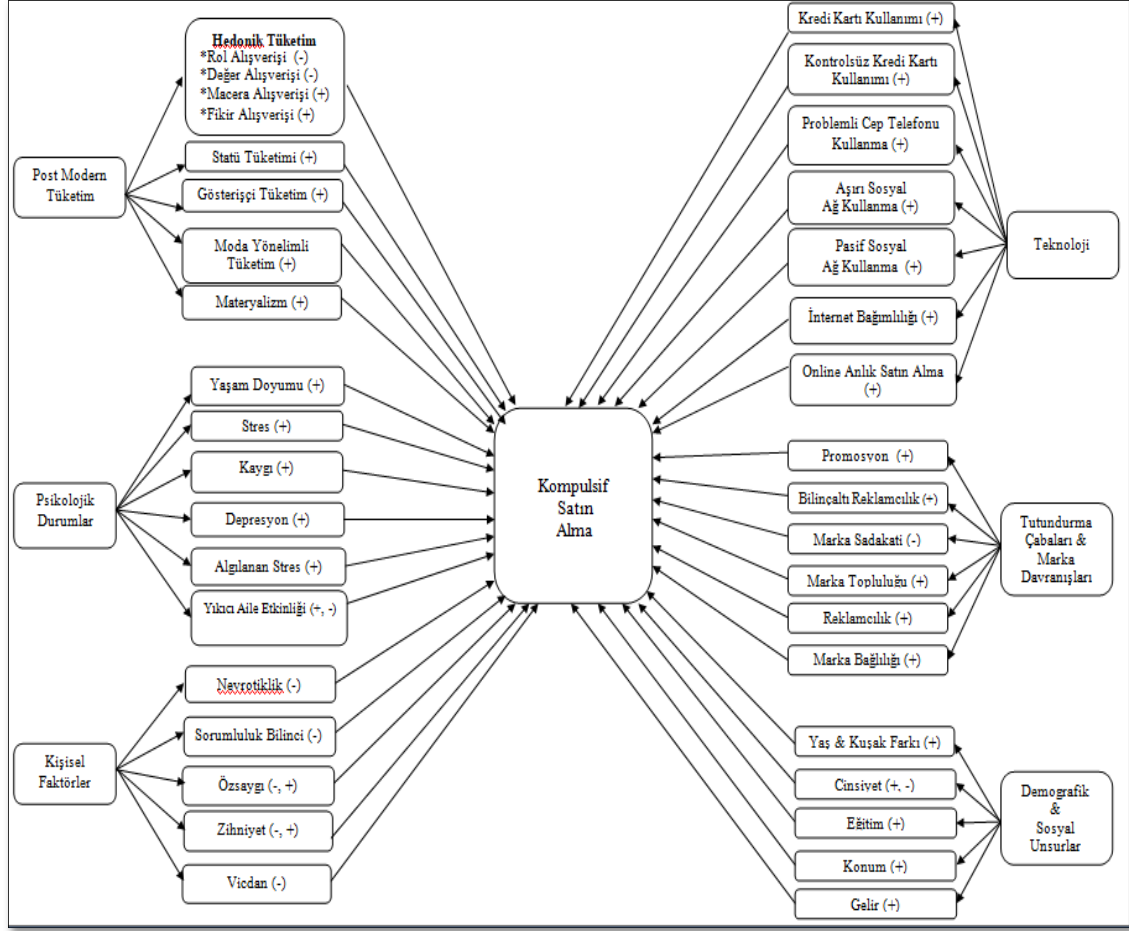 Post Modern
Tüketim
Hedonik Tüketim
*Rol Alışverişi (-)
*Değer Alışverişi (-)
*Macera Alışverişi (+)
*Fikir Alışverişi (+)
Statü Tüketimi (+)
Gösterişçi Tüketim (+)
Moda Yönelimli
Tüketim (+)
Materyalizm (+)
Psikolojik
Durumlar
Yaşam Doyumu (+)
Stres (+)
Kaygı (+)
Depresyon (+)
Algılanan Stres (+)
Yıkıcı Aile Etkinliği (+, -)
Kişisel
Faktörler
Nevrotiklik (-)
Sorumluluk Bilinci (-)
Özsaygı (-, +)
Zihniyet (-, +)
Vicdan (-)
Kompulsif
Satın
Alma
Kredi Kartı Kullanımı (+)
Kontrolsüz Kredi Kartı
Kullanımı (+)
Problemli Cep Telefonu
Kullanma (+)
Aşırı Sosyal
Ağ Kullanma (+)
Pasif Sosyal
Ağ Kullanma (+)
İnternet Bağımlılığı (+)
Online Anlık Satın Alma
(+)
Teknoloji
Promosyon (+)
Bilinçaltı Reklamcılık (+)
Marka Sadakati (-)
Marka Topluluğu (+)
Reklamcılık (+)
Marka Bağlılığı (+)
Tutundurma
Çabaları &
Marka
Davranışları
Yaş & Kuşak Farkı (+)
Cinsiyet (+, -)
Eğitim (+)
Konum (+)
Gelir (+)
Demografik
&
Sosyal
Unsurlar